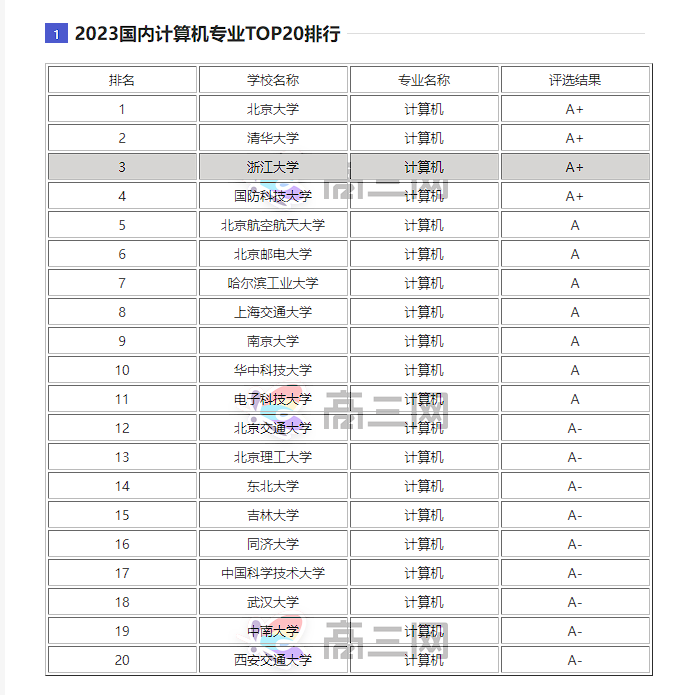 1 2023国内计算机专业TOP20排行
排名 学校名称 专业名称 评选结果
1 北京大学 计算机 A+
2 清华大学 计算机 A+
3 浙江大学 计算机 A+
4 国防科技大学 计算机 A+
5 北京航空航天大学 计算机 A
6 北京邮电大学 计算机 A
7 哈尔滨工业大学 计算机 A
8 上海交通大学 计算机 A
9 南京大学 计算机 A
10 华中科技大学 计算机 A
11 电子科技大学 计算机 A
12 北京交通大学 计算机 A-
13 北京理工大学 计算机 A-
14 东北大学 计算机 A-
15 吉林大学 计算机 A-
16 同济大学 计算机 A-
17 中国科学技术大学 计算机 A-
18 武汉大学 计算机 A-
19 中南大学 计算机 A-
20 西安交通大学 计算机 A-
高三网
高三网
高三网